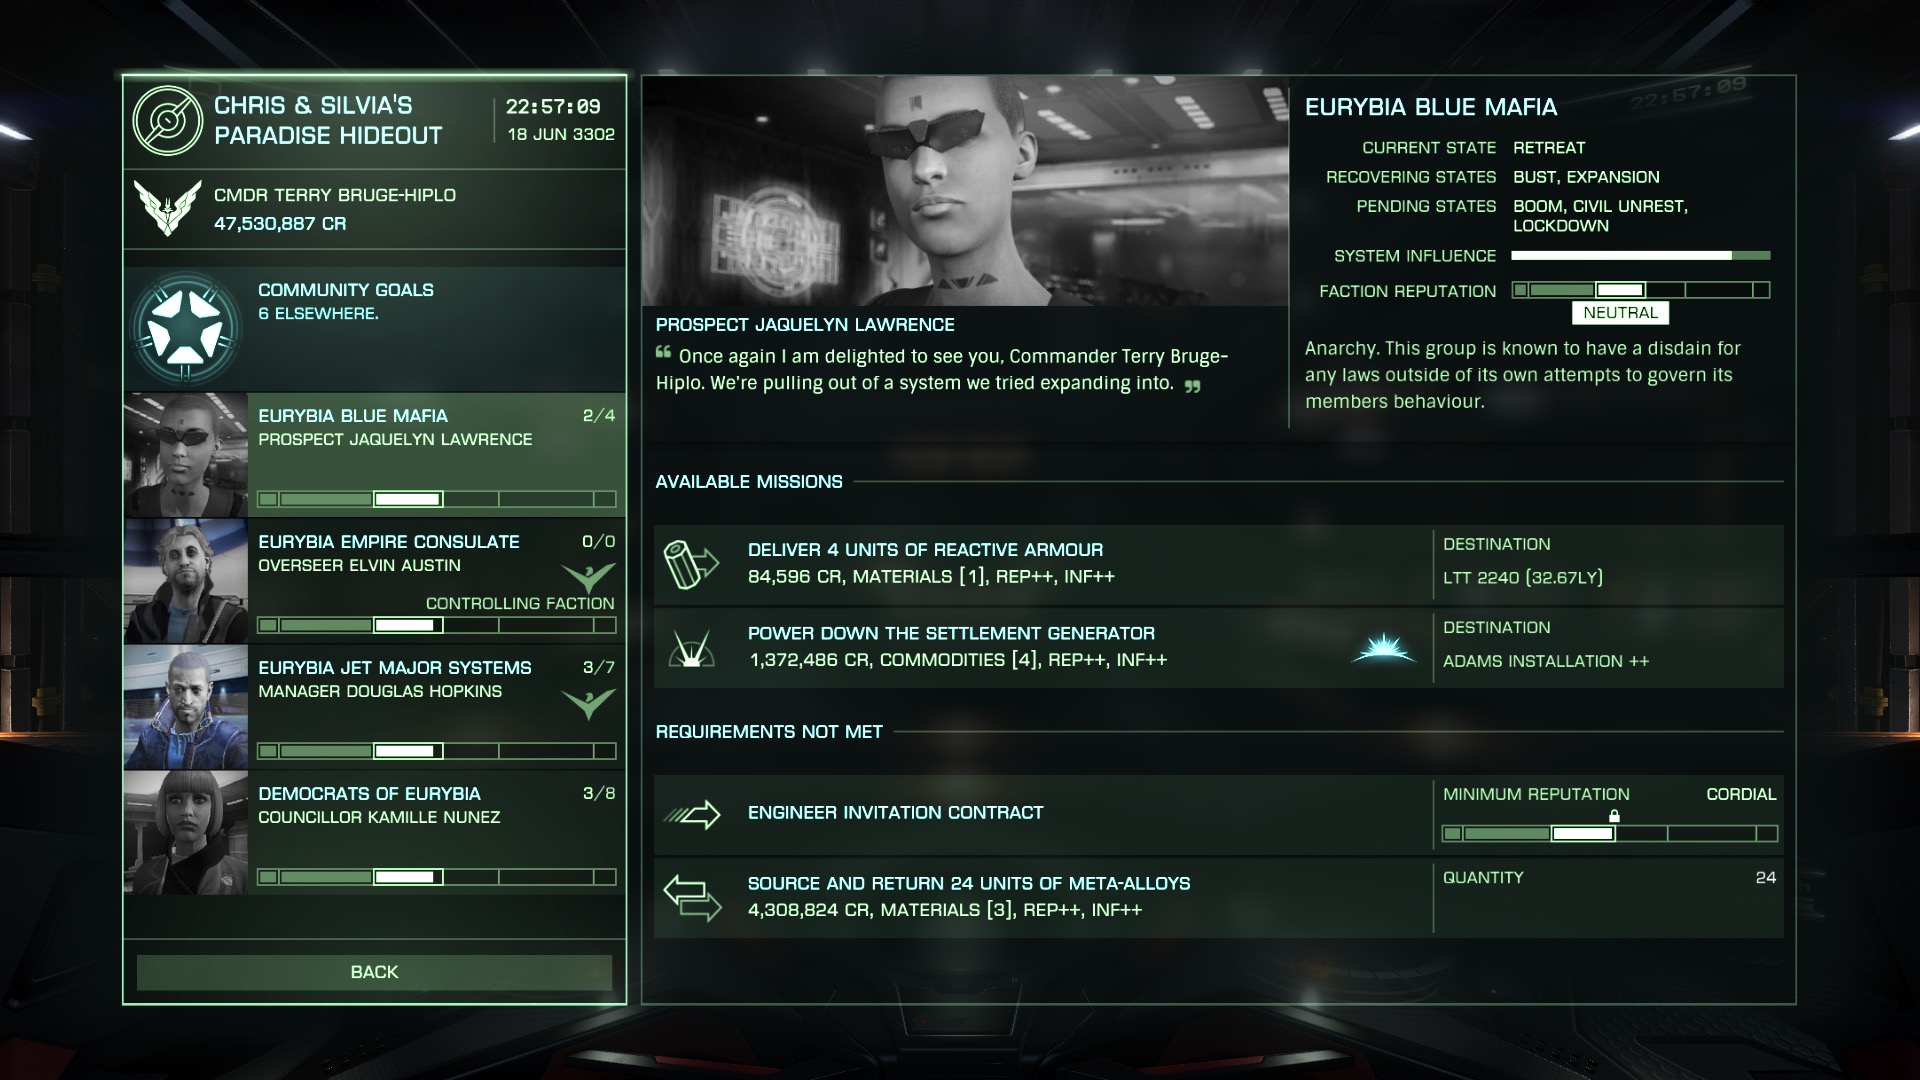 CHRIS & SILVIA'S
PARADISE HIDEOUT
22:57:09
18 JUN 3302
CMDR TERRY BRUGE-HIPLO
47,530,887 CR
COMMUNITY GOALS
6 ELSEWHERE.
EURYBIA BLUE MAFIA 2/4
PROSPECT JAQUELYN LAWRENCE
EURYBIA EMPIRE CONSULATE 0/0
OVERSEER ELVIN AUSTIN
CONTROLLING FACTION
EURYBIA JET MAJOR SYSTEMS 3/7
MANAGER DOUGLAS HOPKINS
DEMOCRATS OF EURYBIA 3/8
COUNCILLOR KAMILLE NUNEZ
BACK
PROSPECT JAQUELYN LAWRENCE
“ Once again I am delighted to see you, Commander Terry Bruge-
Hiplo. We're pulling out of a system we tried expanding into. ”
22:57:09
EURYBIA BLUE MAFIA
CURRENT STATE RETREAT
RECOVERING STATES BUST, EXPANSION
PENDING STATES BOOM, CIVIL UNREST,
LOCKDOWN
SYSTEM INFLUENCE
FACTION REPUTATION
NEUTRAL
Anarchy. This group is known to have a disdain for
any laws outside of its own attempts to govern its
members behaviour.
AVAILABLE MISSIONS
DELIVER 4 UNITS OF REACTIVE ARMOUR
84,596 CR, MATERIALS [1], REP++, INF++
DESTINATION
LTT 2240 (32.67LY)
POWER DOWN THE SETTLEMENT GENERATOR
1,372,486 CR, COMMODITIES [4], REP++, INF++
DESTINATION
ADAMS INSTALLATION ++
REQUIREMENTS NOT MET
ENGINEER INVITATION CONTRACT
MINIMUM REPUTATION CORDIAL
SOURCE AND RETURN 24 UNITS OF META-ALLOYS
4,308,824 CR, MATERIALS [3], REP++, INF++
QUANTITY 24